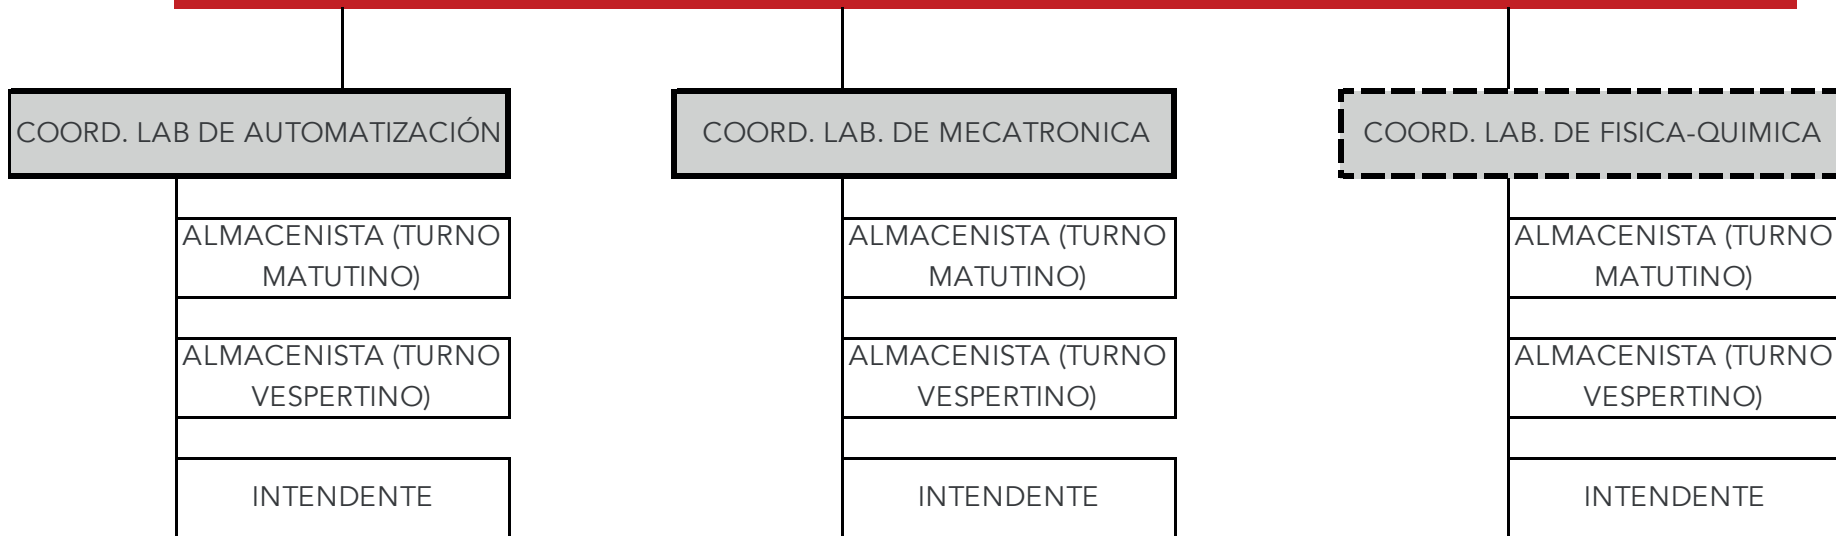 COORD. LAB DE AUTOMATIZACIÓN
COORD. LAB. DE MECATRONICA
COORD. LAB. DE FISICA-QUIMICA
ALMACENISTA (TURNO
MATUTINO)
ALMACENISTA (TURNO
MATUTINO)
ALMACENISTA (TURNO
MATUTINO)
ALMACENISTA (TURNO
VESPERTINO)
ALMACENISTA (TURNO
VESPERTINO)
ALMACENISTA (TURNO
VESPERTINO)
INTENDENTE
INTENDENTE
INTENDENTE